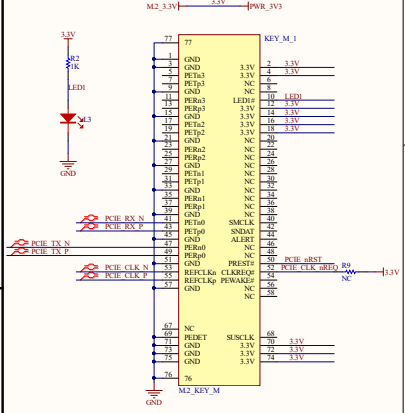 M.2_3.3V 3.3V PWR_3V3
KEY_M_1
3.3V
R2
1K
LED1
L3
GND
77 77
1 GND
3 GND 3.3V 2 3.3V
5 PETn3 3.3V 4 3.3V
7 PETp3 NC 6
9 GND NC 8
11 PERn3 LED1# 10 LED1
13 PERp3 3.3V 12 3.3V
15 GND 3.3V 14 3.3V
17 PETn2 3.3V 16 3.3V
19 PETp2 3.3V 18 3.3V
21 GND NC 20
23 PERn2 NC 22
25 PERp2 NC 24
27 GND NC 26
29 PETn1 NC 28
31 PETp1 NC 30
33 GND NC 32
35 PERn1 NC 34
37 PERp1 NC 36
39 GND NC 38
PCIE_RX_N 41 PETn0 SMCLK 40
PCIE_RX_P 43 PETp0 SNDAT 42
45 GND ALERT 44
PCIE_TX_N 47 PERn0 NC 46
PCIE_TX_P 49 PERp0 NC 48
51 GND PREST# 50 PCIE_nRST
PCIE_CLK_N 53 REFCLKn CLKREQ# 52 PCIE_CLK_nREQ R9 NC 3.3V
PCIE_CLK_P 55 REFCLKp PEWAKE# 54
57 GND NC 56
NC 58
67 NC
69 PEDET SUSCLK 68
71 GND 3.3V 70 3.3V
73 GND 3.3V 72 3.3V
75 GND 3.3V 74 3.3V
76 76
M.2_KEY_M
GND